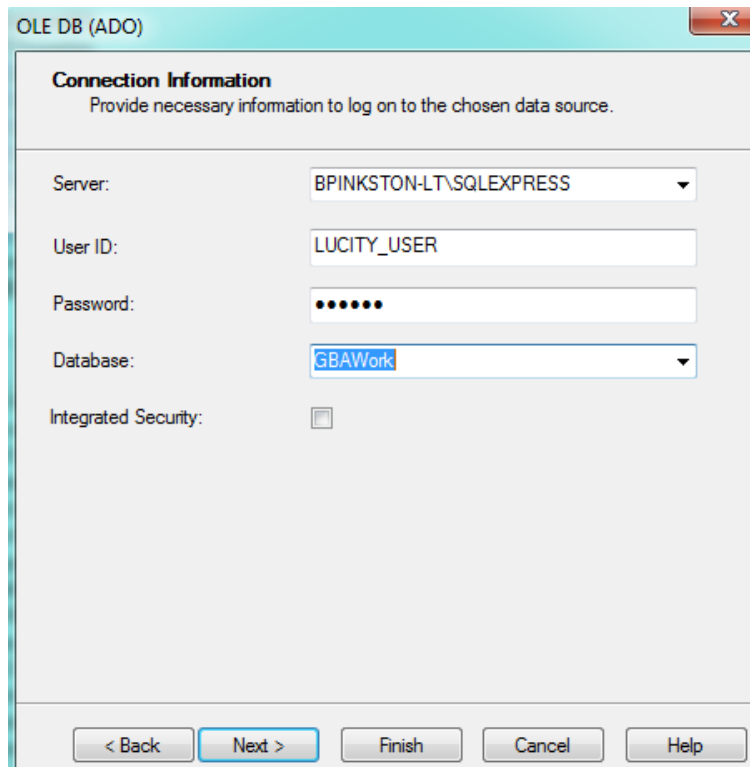 OLE DB (ADO)
Connection Information
Provide necessary information to log on to the chosen data source.
Server: BPINKSTON-LT\SQLEXPRESS
User ID: LUCITY_USER
Password: ••••••
Database: GBAWork
Integrated Security:
< Back Next > Finish Cancel Help